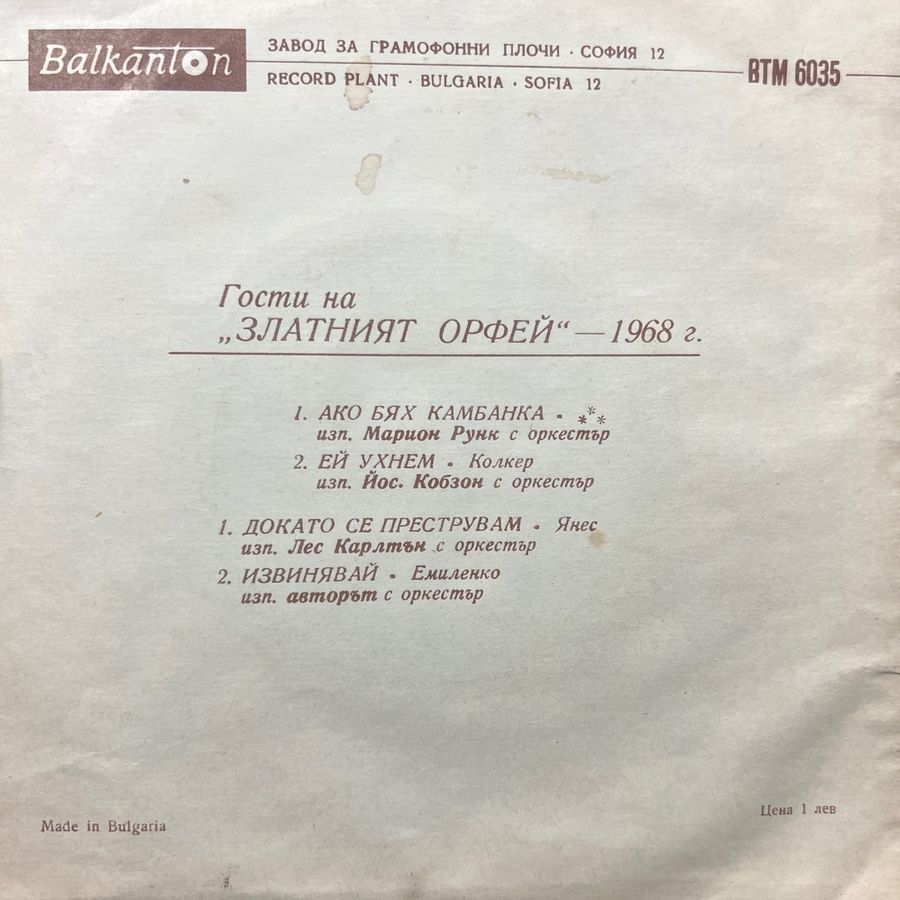 Balkanton
ЗАВОД ЗА ГРАМОФОННИ ПЛОЧИ · СОФИЯ 12
RECORD PLANT · BULGARIA · SOFIA 12
ВТМ 6035
Гости на
„ЗЛАТНИЯТ ОРФЕЙ“ — 1968 г.
1. АКО БЯХ КАМБАНКА • ***
изп. Марион Рунк с оркестър
2. ЕЙ УХНЕМ • Колкер
изп. Йос. Кобзон с оркестър
1. ДОКАТО СЕ ПРЕСТРУВАМ • Янес
изп. Лес Карлтън с оркестър
2. ИЗВИНЯВАЙ • Емиленко
изп. авторът с оркестър
Цена 1 лев
Made in Bulgaria